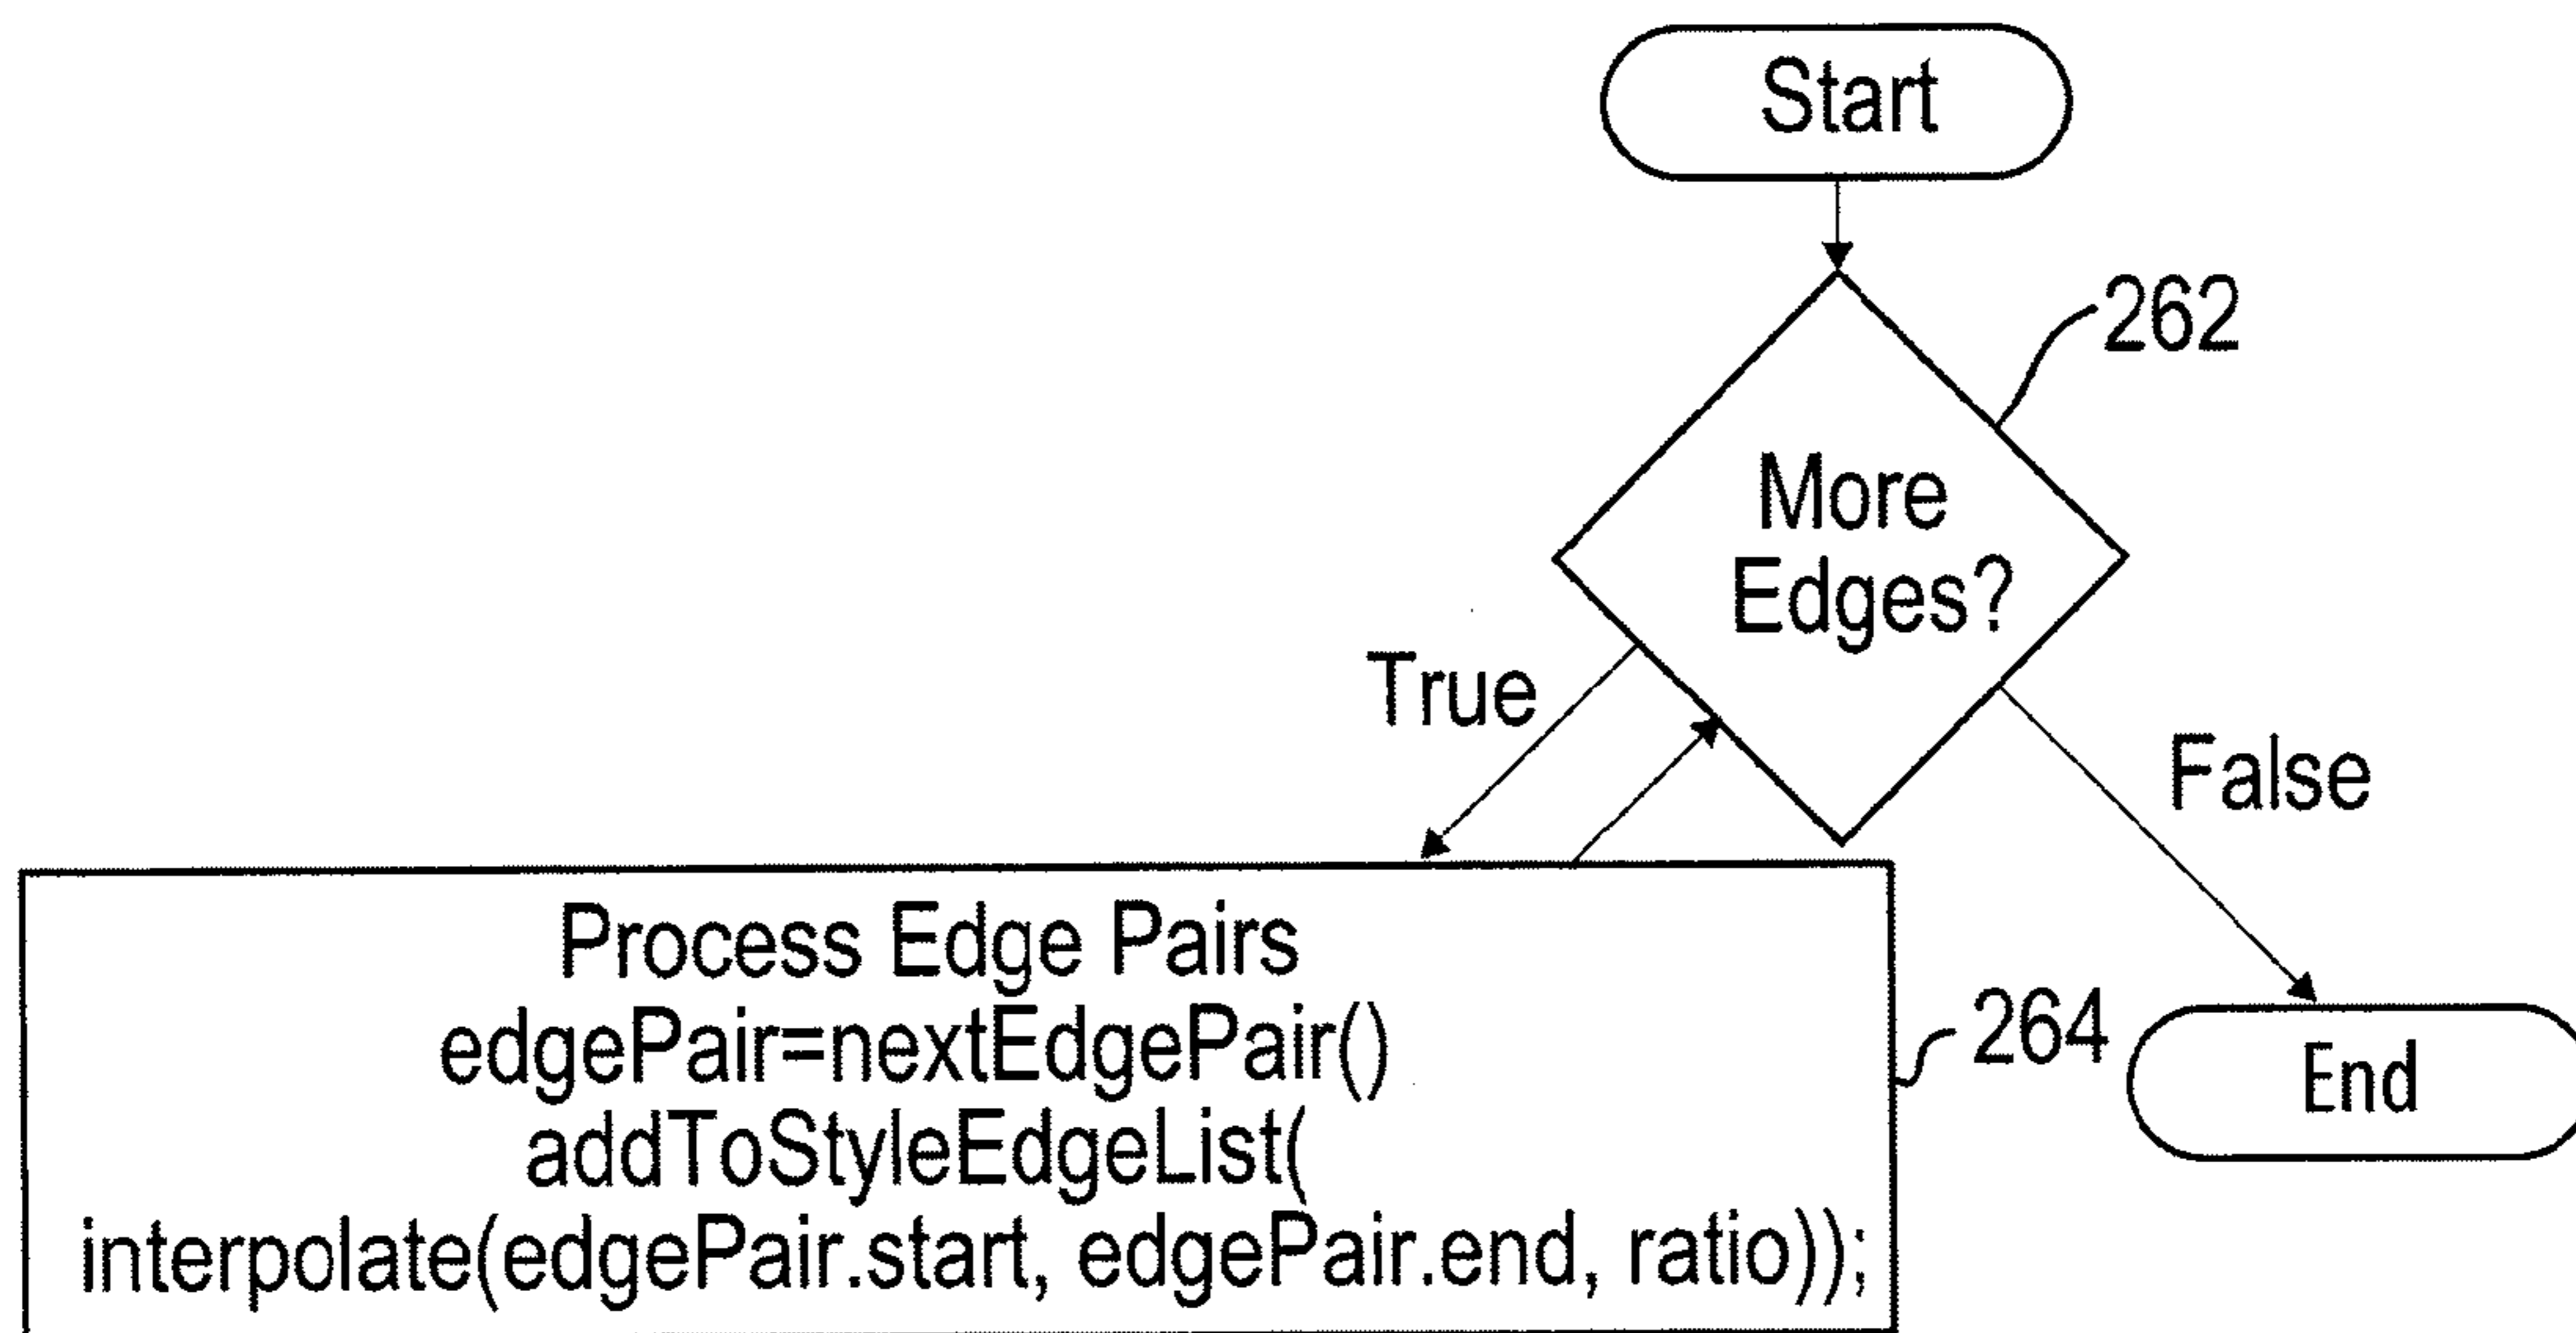 Start
262
More
Edges?
True
False
Process Edge Pairs
edgePair=nextEdgePair()
addToStyleEdgeList(
interpolate(edgePair.start, edgePair.end, ratio));
264
End